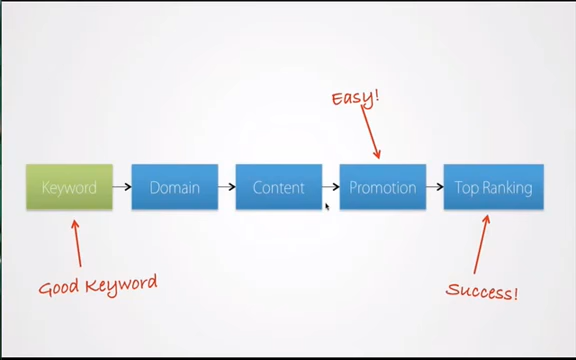 Easy!
Keyword
Domain
Content
Promotion
Top Ranking
Good Keyword
Success!